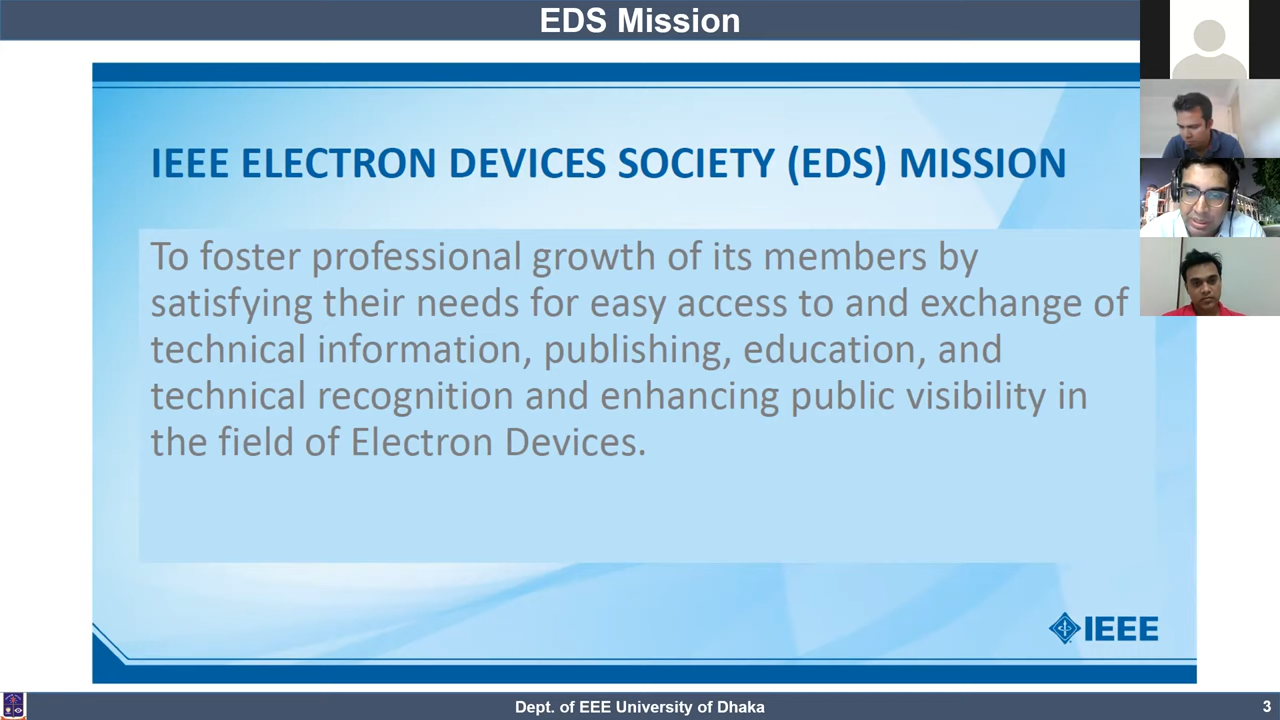 EDS Mission
IEEE ELECTRON DEVICES SOCIETY (EDS) MISSION
To foster professional growth of its members by
satisfying their needs for easy access to and exchange of
technical information, publishing, education, and
technical recognition and enhancing public visibility in
the field of Electron Devices.
IEEE
Dept. of EEE University of Dhaka
3